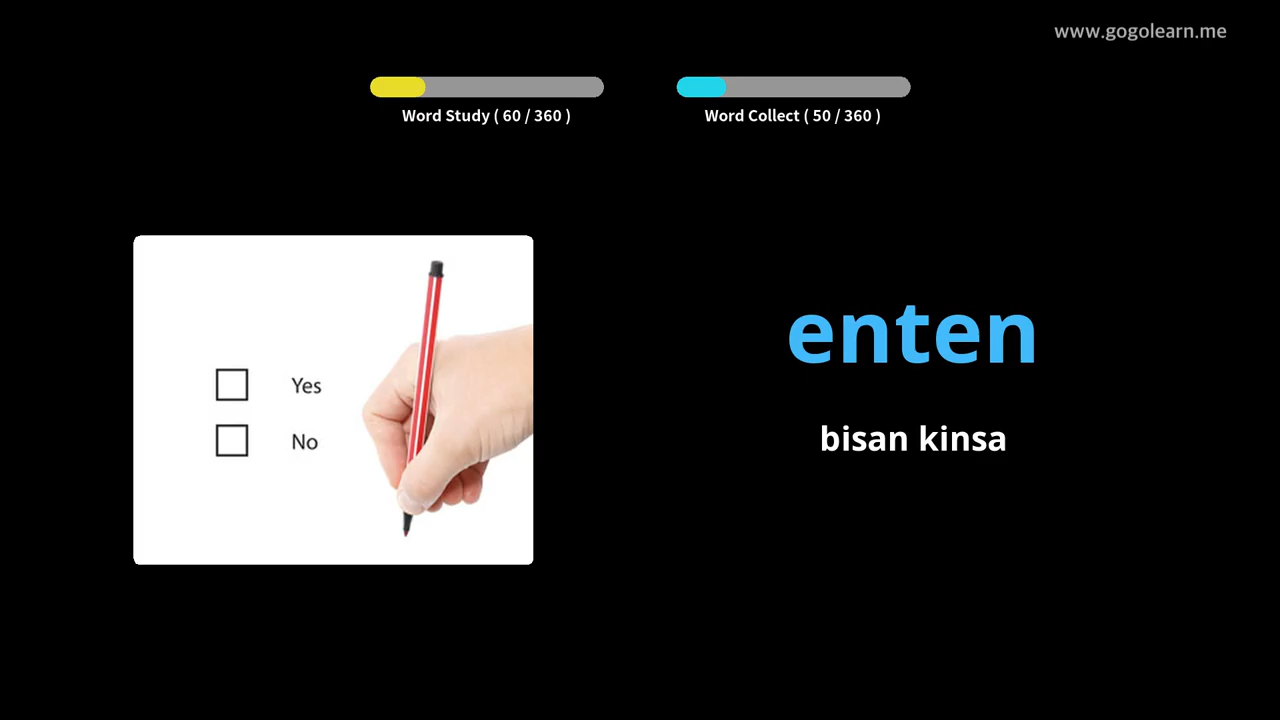 www.gogolearn.me
Word Study ( 60 / 360 )
Word Collect ( 50 / 360 )
Yes
No
enten
bisan kinsa